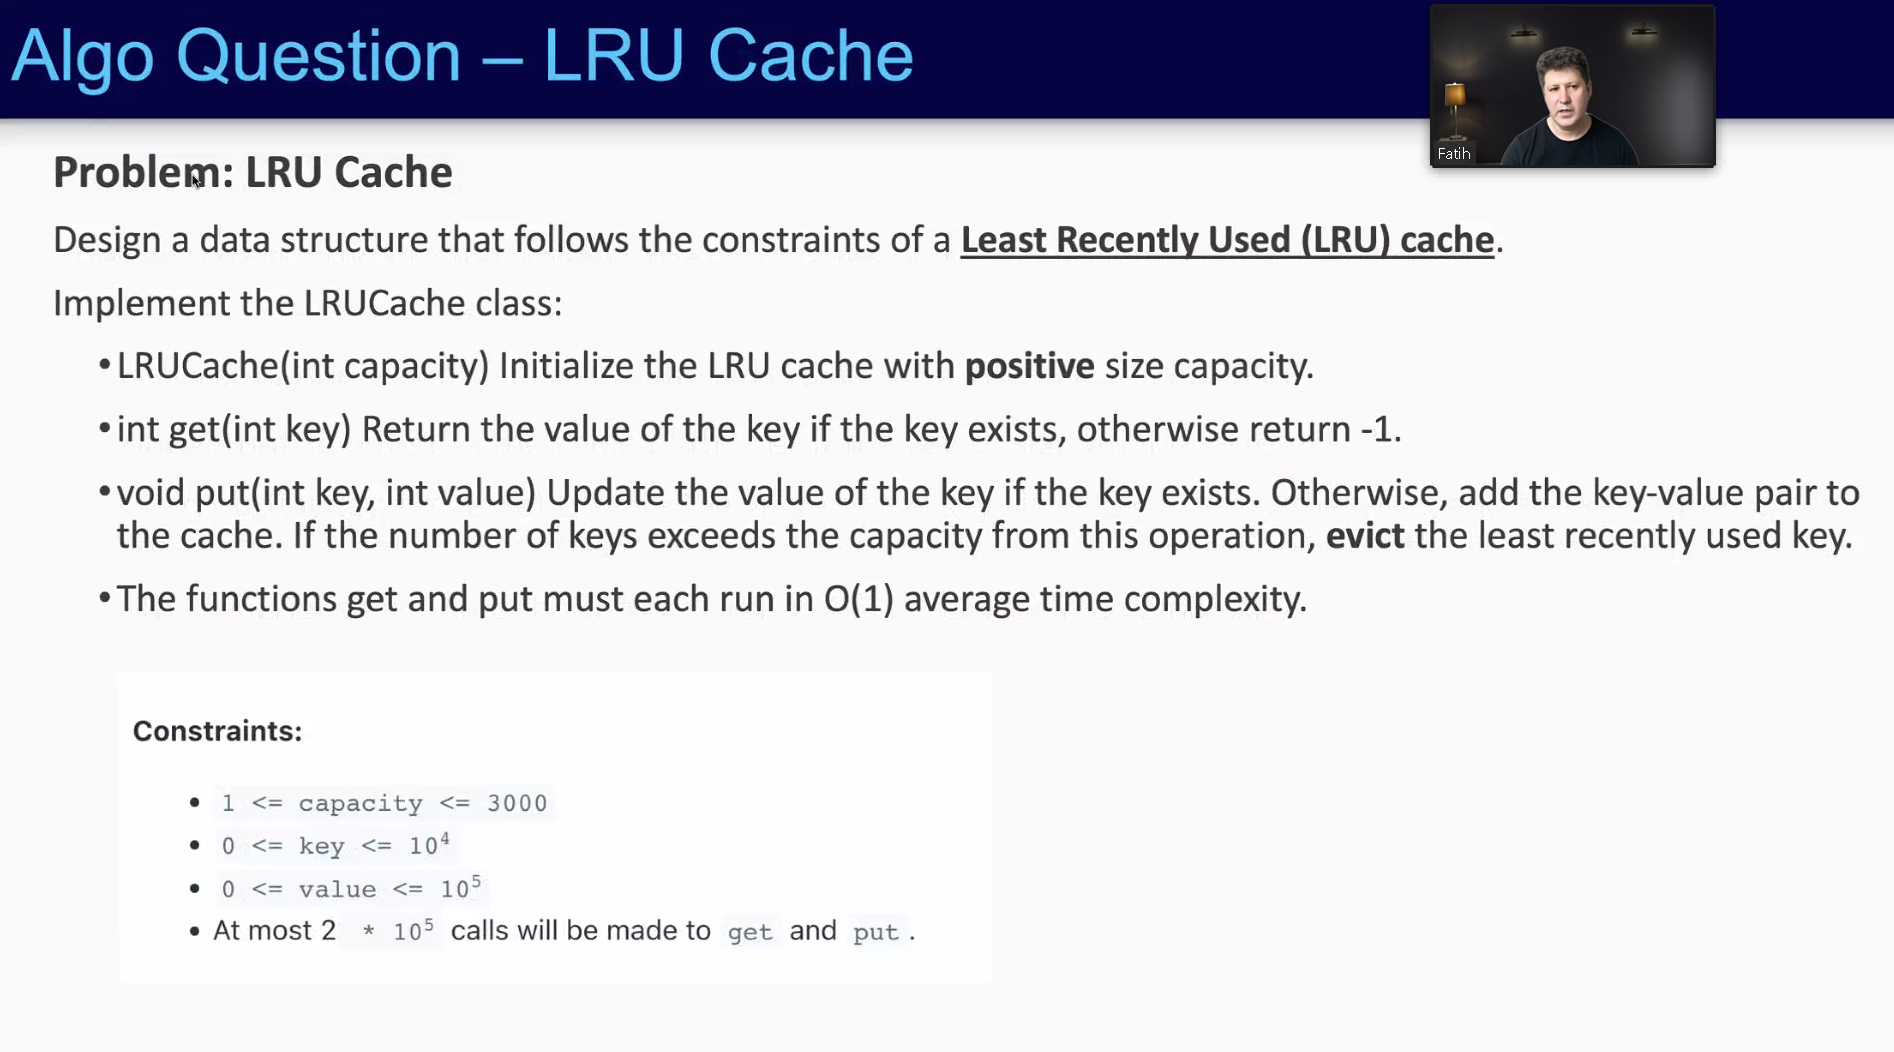 Algo Question – LRU Cache
Fatih
Problem: LRU Cache
Design a data structure that follows the constraints of a Least Recently Used (LRU) cache.
Implement the LRUCache class:
•LRUCache(int capacity) Initialize the LRU cache with positive size capacity.
•int get(int key) Return the value of the key if the key exists, otherwise return -1.
•void put(int key, int value) Update the value of the key if the key exists. Otherwise, add the key-value pair to
the cache. If the number of keys exceeds the capacity from this operation, evict the least recently used key.
•The functions get and put must each run in O(1) average time complexity.
Constraints:
• 1 <= capacity <= 3000
• 0 <= key <= 10⁴
• 0 <= value <= 10⁵
• At most 2 * 10⁵ calls will be made to get and put.